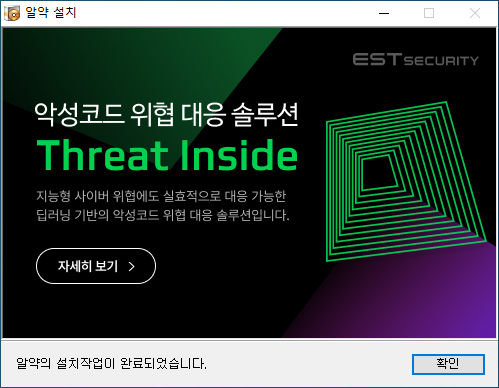 알약 설치
ESTSECURITY
악성코드 위협 대응 솔루션
Threat Inside
지능형 사이버 위협에도 실효적으로 대응 가능한
딥러닝 기반의 악성코드 위협 대응 솔루션입니다.
자세히 보기 >
알약의 설치작업이 완료되었습니다.
확인